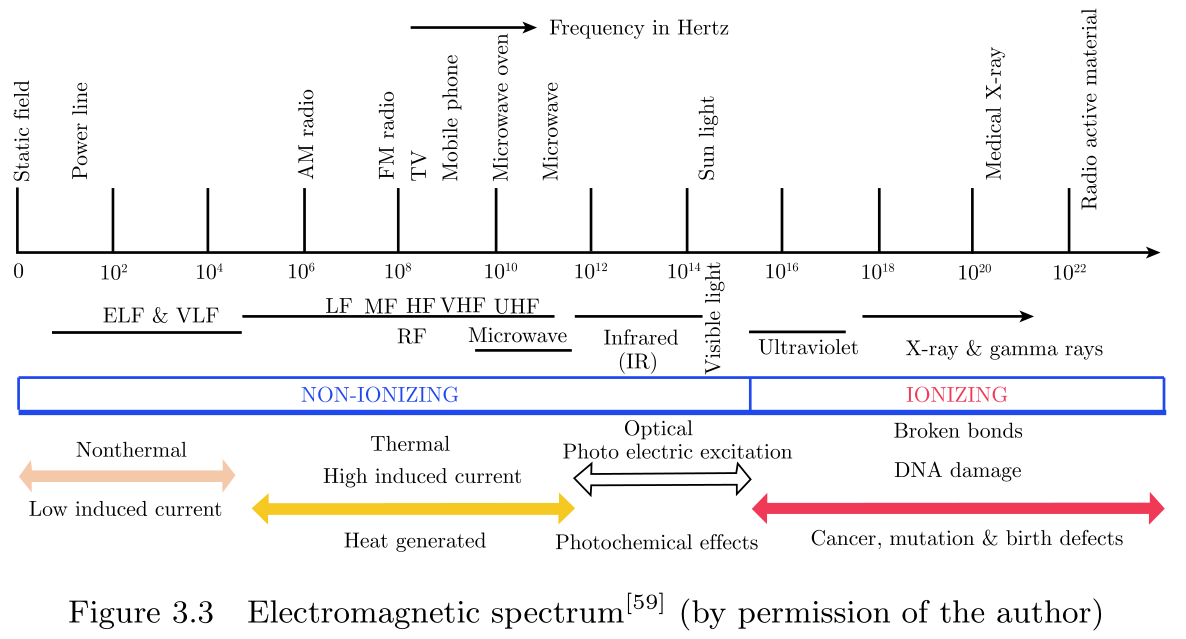 Frequency in Hertz
Static field
Power line
AM radio
FM radio
TV
Mobile phone
Microwave oven
Microwave
Sun light
Medical X-ray
Radio active material
0 10² 10⁴ 10⁶ 10⁸ 10¹⁰ 10¹² 10¹⁴ 10¹⁶ 10¹⁸ 10²⁰ 10²²
ELF & VLF
LF MF HF VHF UHF
RF
Microwave
Infrared
(IR)
Visible light
Ultraviolet
X-ray & gamma rays
NON-IONIZING
IONIZING
Nonthermal
Low induced current
Thermal
High induced current
Heat generated
Optical
Photo electric excitation
Photochemical effects
Broken bonds
DNA damage
Cancer, mutation & birth defects
Figure 3.3 Electromagnetic spectrum[59] (by permission of the author)